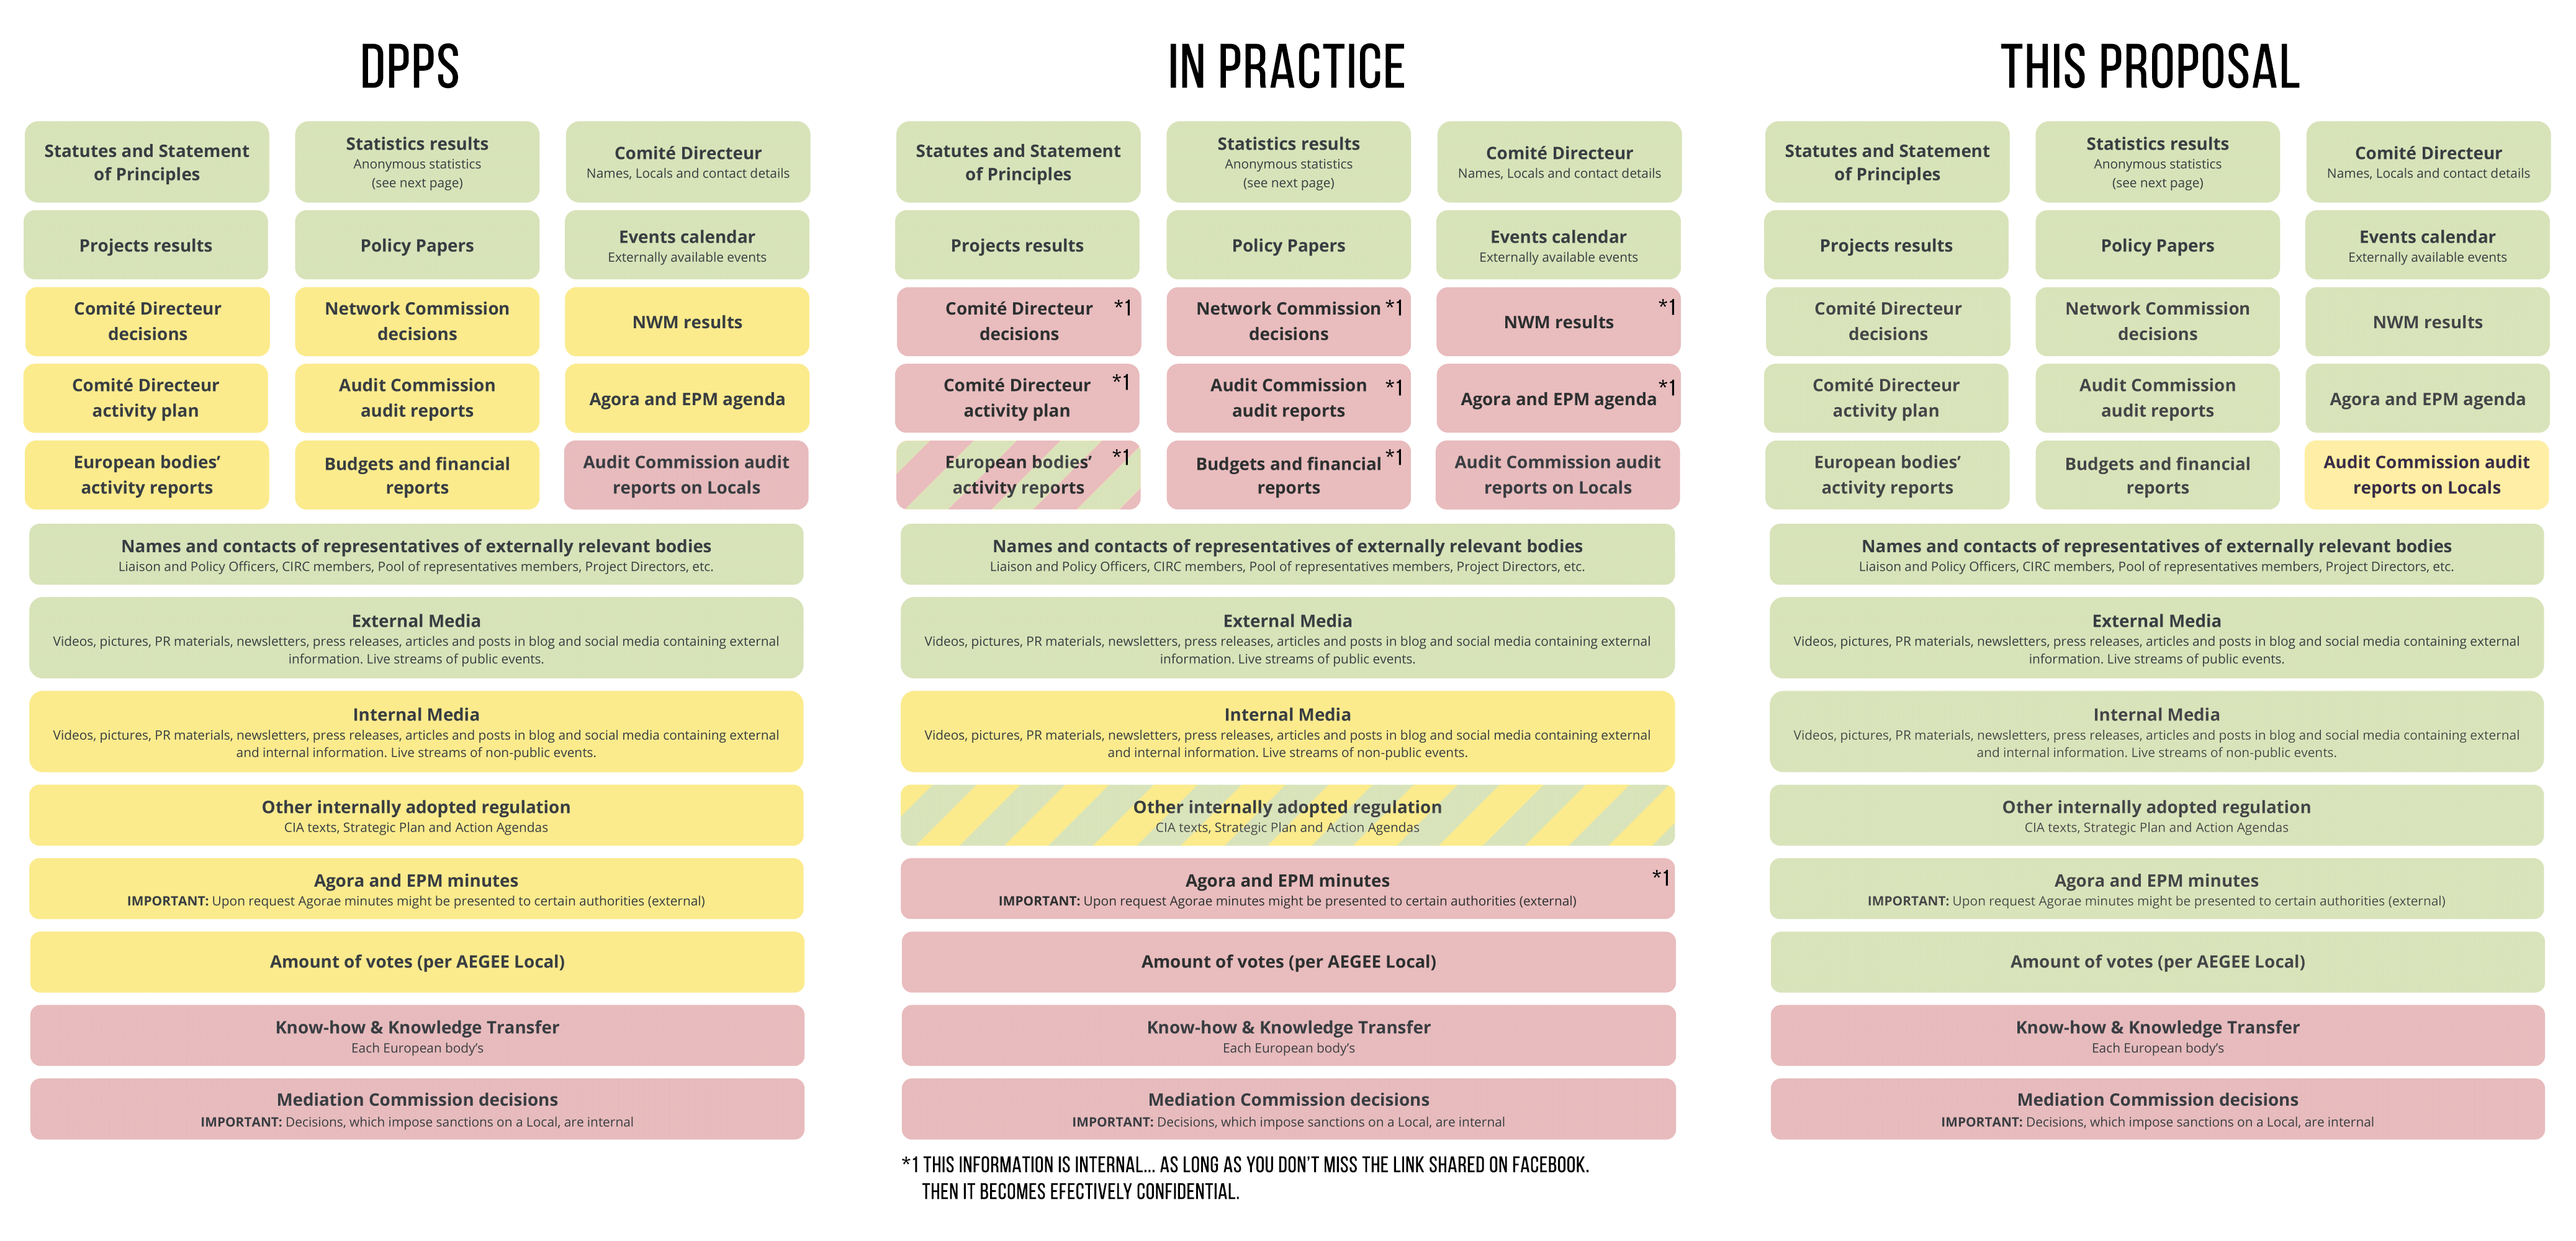 DPPS
Statutes and Statement
of Principles
Statistics results
Anonymous statistics
(see next page)
Comité Directeur
Names, Locals and contact details
Projects results
Policy Papers
Events calendar
Externally available events
Comité Directeur
decisions
Network Commission
decisions
NWM results
Comité Directeur
activity plan
Audit Commission
audit reports
Agora and EPM agenda
European bodies’
activity reports
Budgets and financial
reports
Audit Commission audit
reports on Locals
Names and contacts of representatives of externally relevant bodies
Liaison and Policy Officers, CIRC members, Pool of representatives members, Project Directors, etc.
External Media
Videos, pictures, PR materials, newsletters, press releases, articles and posts in blog and social media containing external
information. Live streams of public events.
Internal Media
Videos, pictures, PR materials, newsletters, press releases, articles and posts in blog and social media containing external
and internal information. Live streams of non-public events.
Other internally adopted regulation
CIA texts, Strategic Plan and Action Agendas
Agora and EPM minutes
IMPORTANT: Upon request Agorae minutes might be presented to certain authorities (external)
Amount of votes (per AEGEE Local)
Know-how & Knowledge Transfer
Each European body’s
Mediation Commission decisions
IMPORTANT: Decisions, which impose sanctions on a Local, are internal
IN PRACTICE
Statutes and Statement
of Principles
Statistics results
Anonymous statistics
(see next page)
Comité Directeur
Names, Locals and contact details
Projects results
Policy Papers
Events calendar
Externally available events
Comité Directeur *1
decisions
Network Commission *1
decisions
NWM results *1
Comité Directeur *1
activity plan
Audit Commission *1
audit reports
Agora and EPM agenda *1
European bodies’ *1
activity reports
Budgets and financial *1
reports
Audit Commission audit
reports on Locals
Names and contacts of representatives of externally relevant bodies
Liaison and Policy Officers, CIRC members, Pool of representatives members, Project Directors, etc.
External Media
Videos, pictures, PR materials, newsletters, press releases, articles and posts in blog and social media containing external
information. Live streams of public events.
Internal Media
Videos, pictures, PR materials, newsletters, press releases, articles and posts in blog and social media containing external
and internal information. Live streams of non-public events.
Other internally adopted regulation
CIA texts, Strategic Plan and Action Agendas
Agora and EPM minutes *1
IMPORTANT: Upon request Agorae minutes might be presented to certain authorities (external)
Amount of votes (per AEGEE Local)
Know-how & Knowledge Transfer
Each European body’s
Mediation Commission decisions
IMPORTANT: Decisions, which impose sanctions on a Local, are internal
*1 THIS INFORMATION IS INTERNAL... AS LONG AS YOU DON'T MISS THE LINK SHARED ON FACEBOOK.
THEN IT BECOMES EFECTIVELY CONFIDENTIAL.
THIS PROPOSAL
Statutes and Statement
of Principles
Statistics results
Anonymous statistics
(see next page)
Comité Directeur
Names, Locals and contact details
Projects results
Policy Papers
Events calendar
Externally available events
Comité Directeur
decisions
Network Commission
decisions
NWM results
Comité Directeur
activity plan
Audit Commission
audit reports
Agora and EPM agenda
European bodies’
activity reports
Budgets and financial
reports
Audit Commission audit
reports on Locals
Names and contacts of representatives of externally relevant bodies
Liaison and Policy Officers, CIRC members, Pool of representatives members, Project Directors, etc.
External Media
Videos, pictures, PR materials, newsletters, press releases, articles and posts in blog and social media containing external
information. Live streams of public events.
Internal Media
Videos, pictures, PR materials, newsletters, press releases, articles and posts in blog and social media containing external
and internal information. Live streams of non-public events.
Other internally adopted regulation
CIA texts, Strategic Plan and Action Agendas
Agora and EPM minutes
IMPORTANT: Upon request Agorae minutes might be presented to certain authorities (external)
Amount of votes (per AEGEE Local)
Know-how & Knowledge Transfer
Each European body’s
Mediation Commission decisions
IMPORTANT: Decisions, which impose sanctions on a Local, are internal